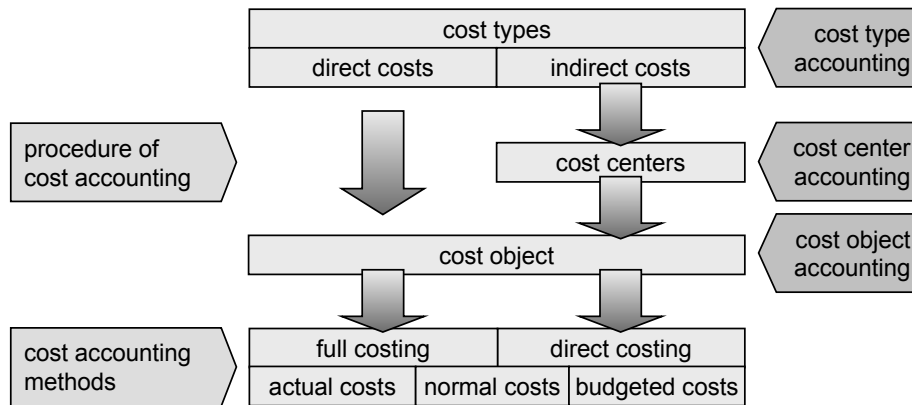 cost types
direct costs
indirect costs
cost type
accounting
procedure of
cost accounting
cost centers
cost center
accounting
cost object
cost object
accounting
cost accounting
methods
full costing
direct costing
actual costs
normal costs
budgeted costs